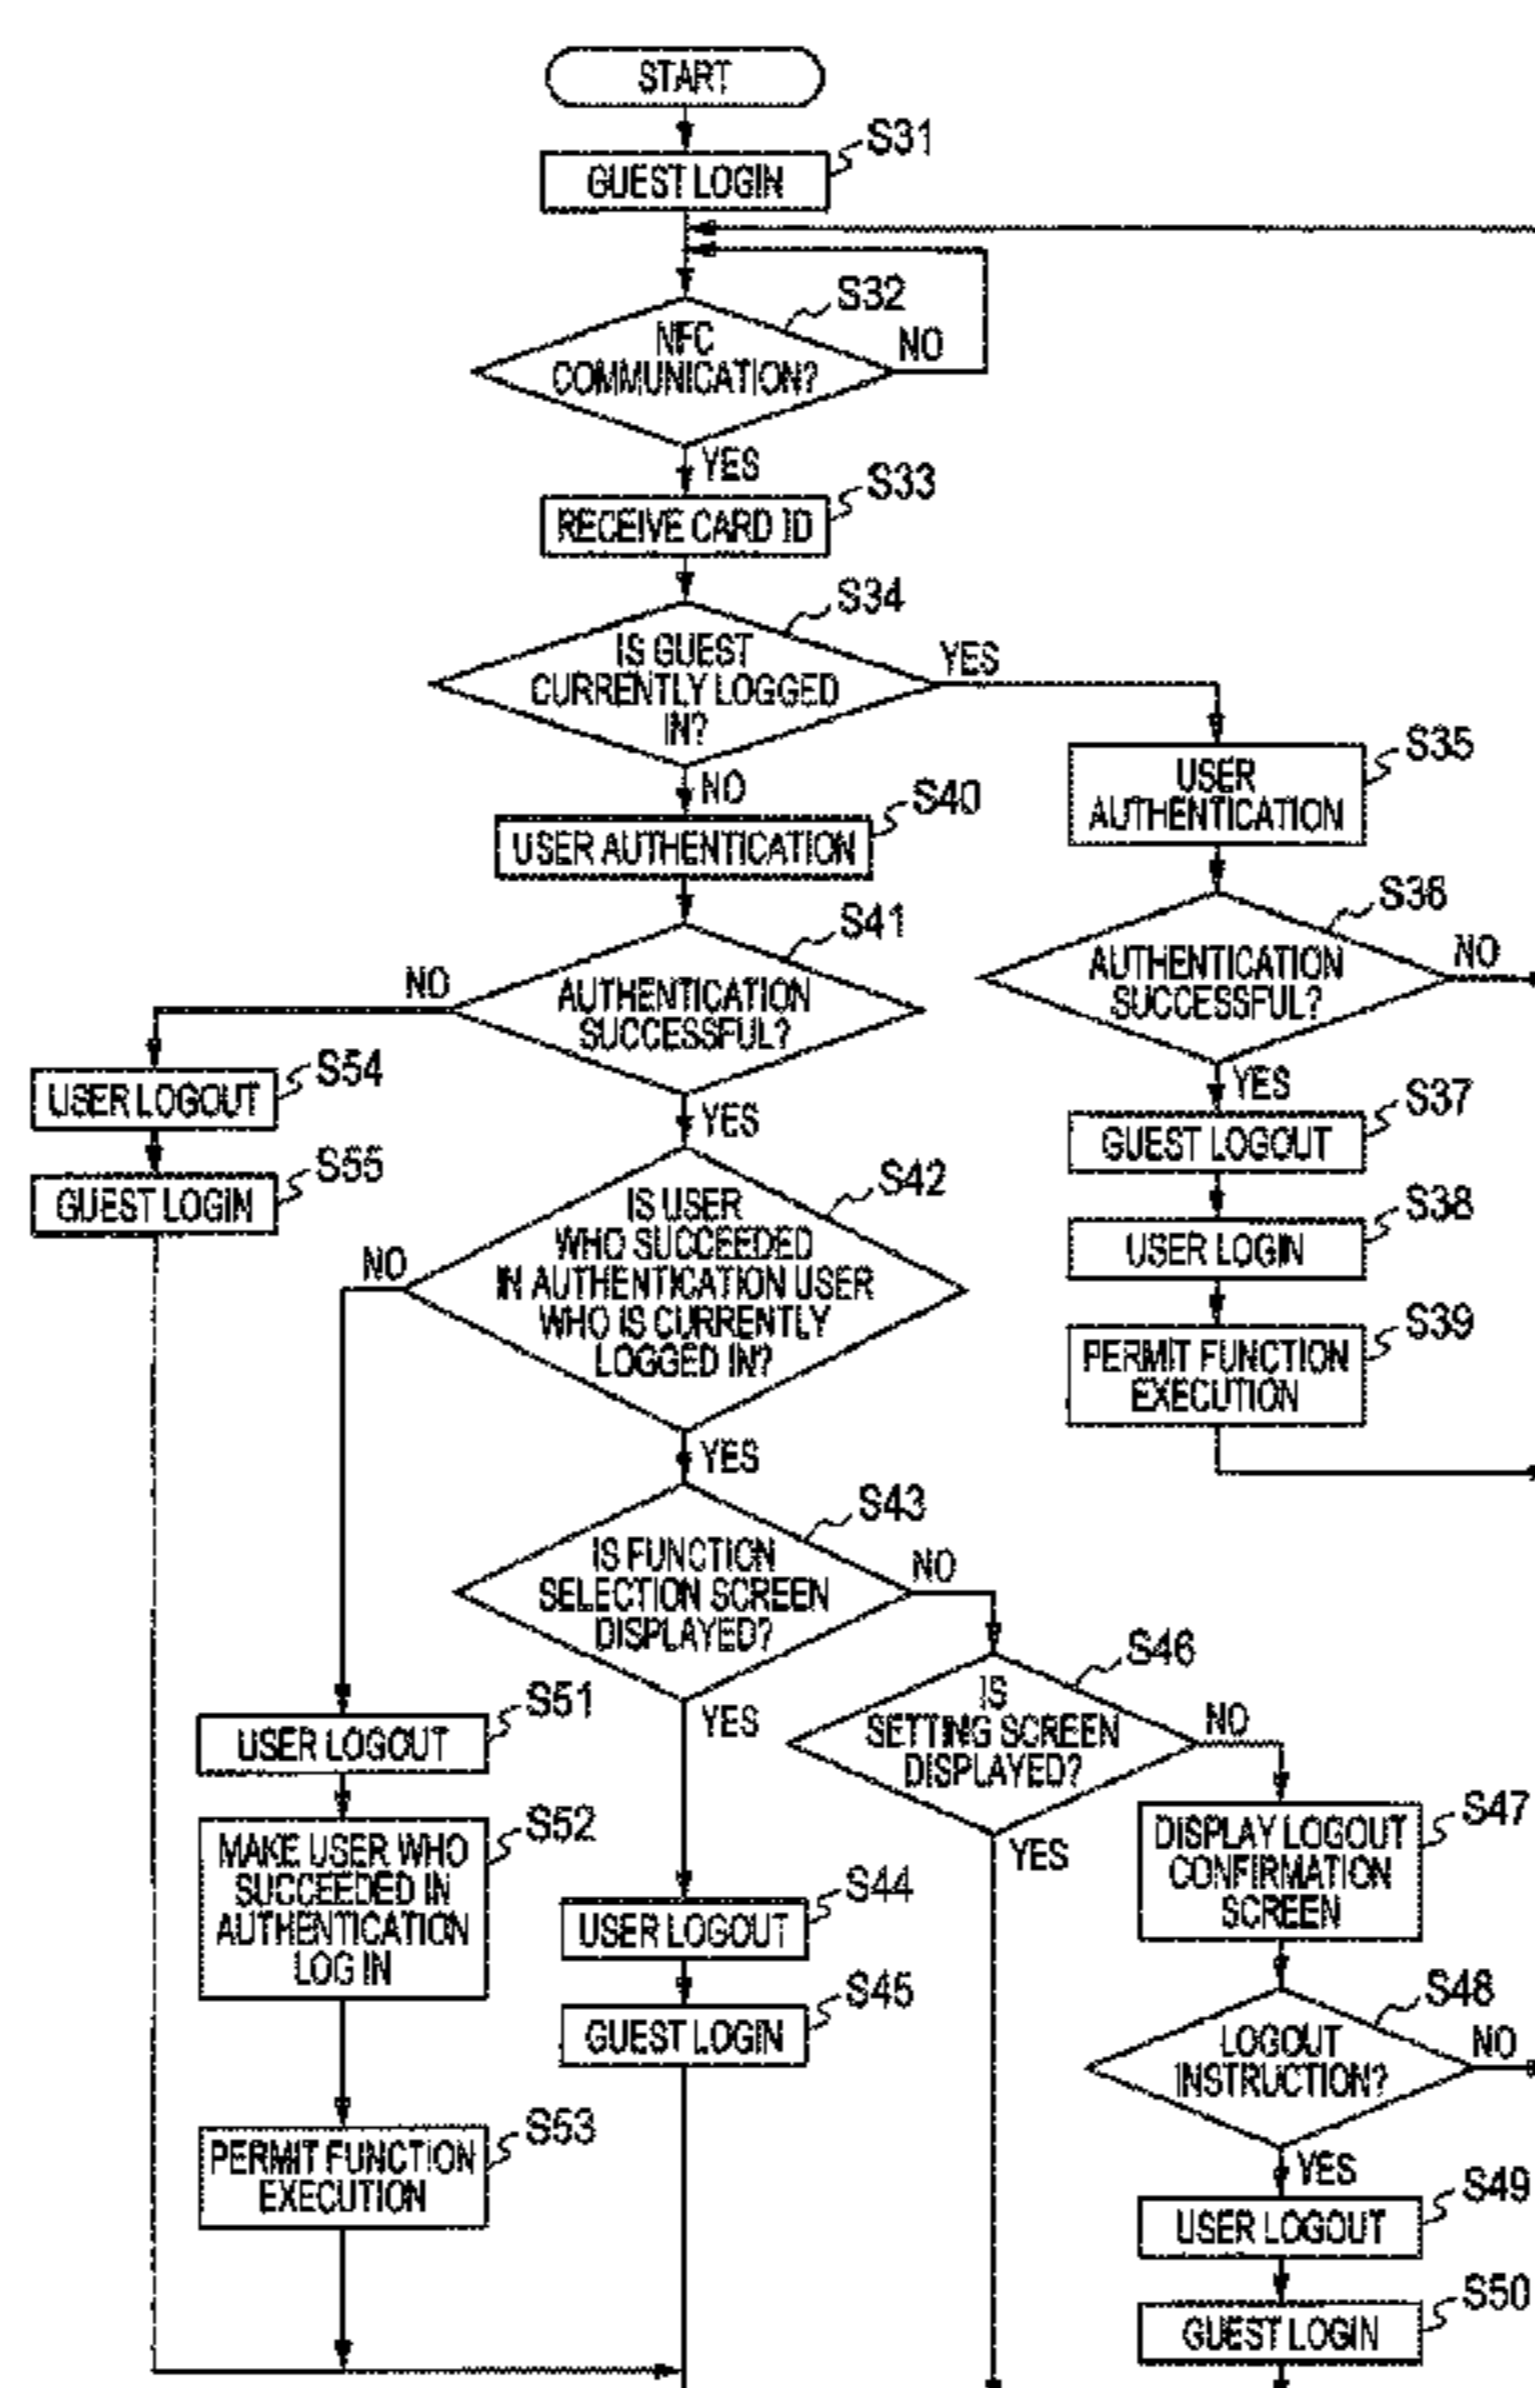 START
S31
GUEST LOGIN
S32
NFC
COMMUNICATION?
NO
YES
S33
RECEIVE CARD ID
S34
IS GUEST
CURRENTLY LOGGED
IN?
YES
NO
S35
USER
AUTHENTICATION
S40
USER AUTHENTICATION
S36
AUTHENTICATION
SUCCESSFUL?
NO
YES
S41
AUTHENTICATION
SUCCESSFUL?
NO
YES
S54
USER LOGOUT
S55
GUEST LOGIN
S37
GUEST LOGOUT
S38
USER LOGIN
S39
PERMIT FUNCTION
EXECUTION
S42
IS USER
WHO SUCCEEDED
IN AUTHENTICATION USER
WHO IS CURRENTLY
LOGGED IN?
NO
YES
S43
IS FUNCTION
SELECTION SCREEN
DISPLAYED?
NO
YES
S46
IS
SETTING SCREEN
DISPLAYED?
NO
YES
S51
USER LOGOUT
S52
MAKE USER WHO
SUCCEEDED IN
AUTHENTICATION
LOG IN
S53
PERMIT FUNCTION
EXECUTION
S44
USER LOGOUT
S45
GUEST LOGIN
S47
DISPLAY LOGOUT
CONFIRMATION
SCREEN
S48
LOGOUT
INSTRUCTION?
NO
YES
S49
USER LOGOUT
S50
GUEST LOGIN